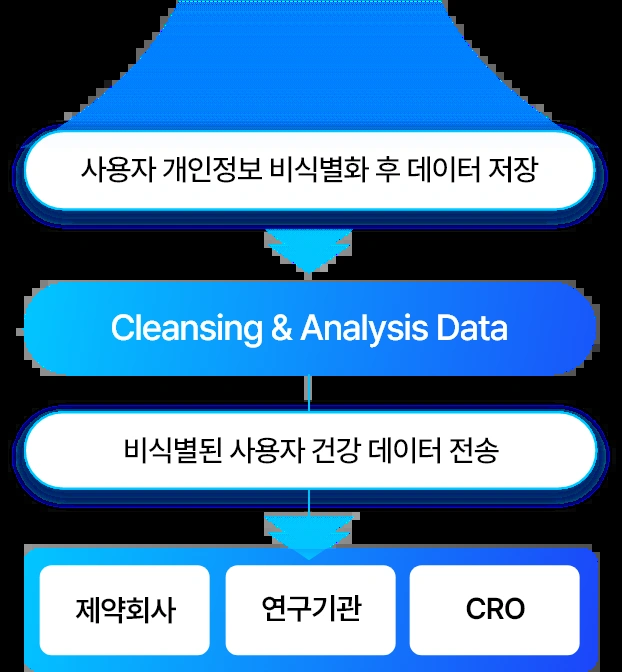 사용자 개인정보 비식별화 후 데이터 저장
Cleansing & Analysis Data
비식별된 사용자 건강 데이터 전송
제약회사
연구기관
CRO